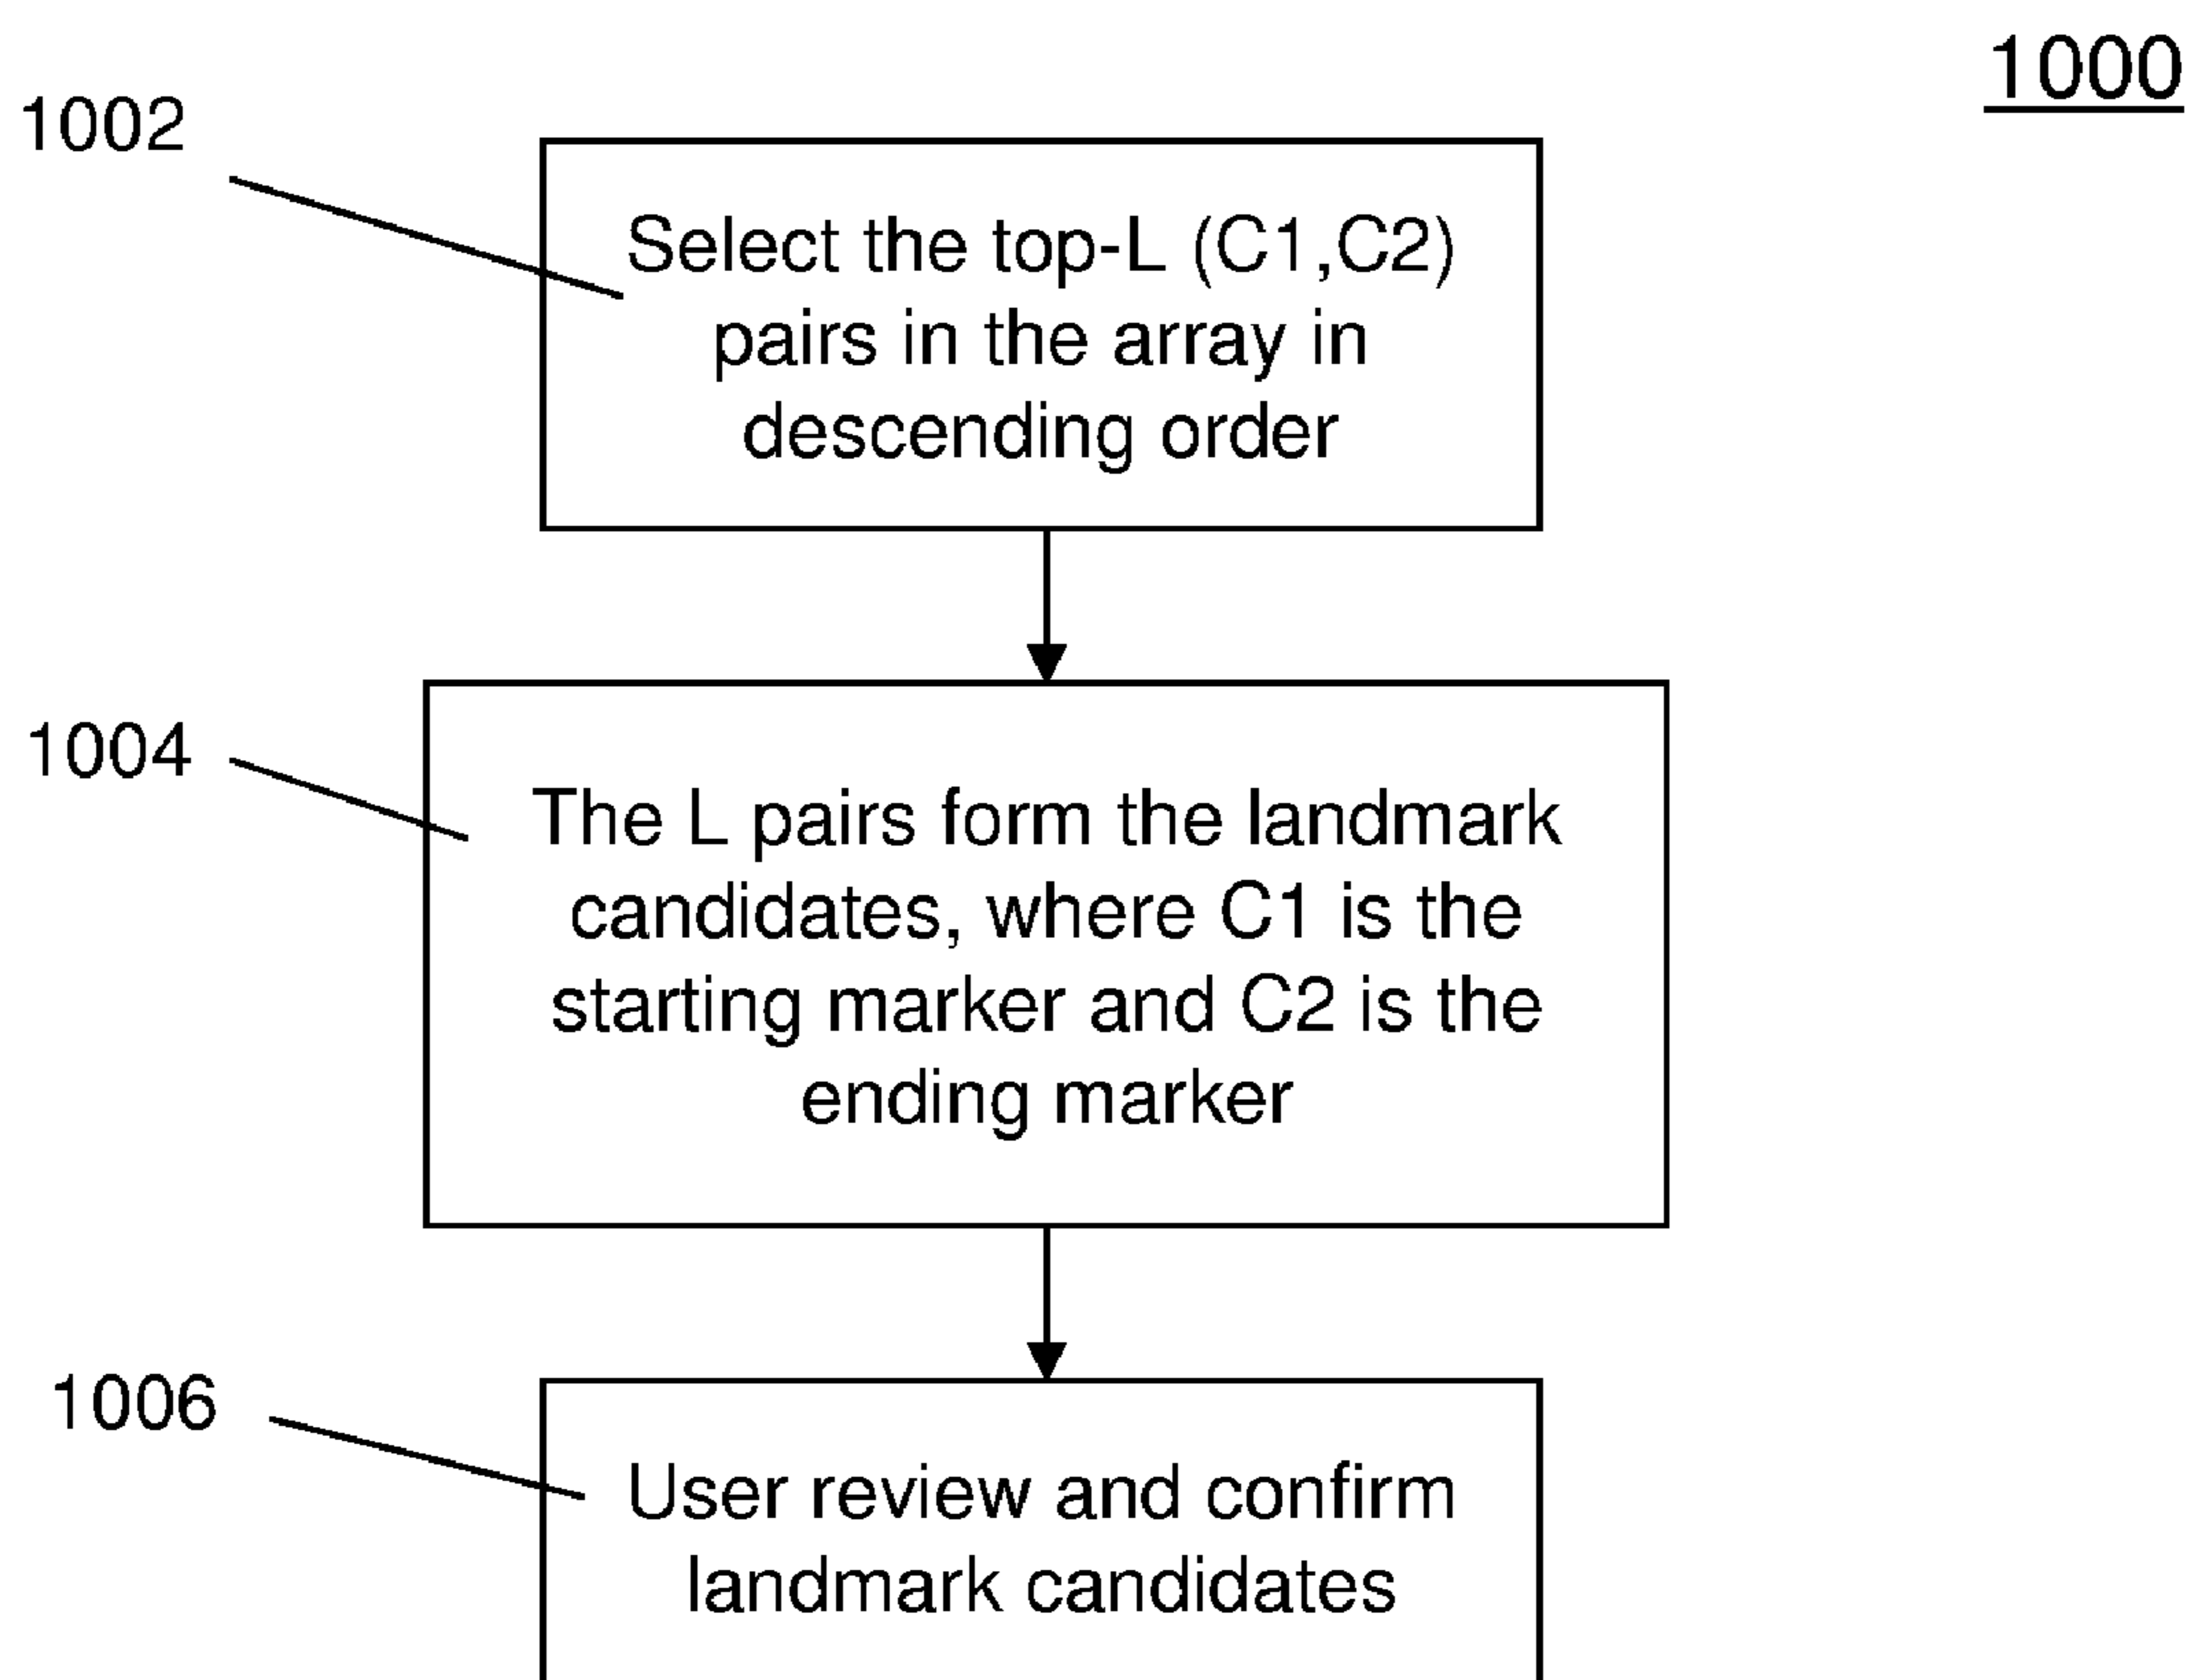 1000
1002
Select the top-L (C1,C2)
pairs in the array in
descending order
1004
The L pairs form the landmark
candidates, where C1 is the
starting marker and C2 is the
ending marker
1006
User review and confirm
landmark candidates